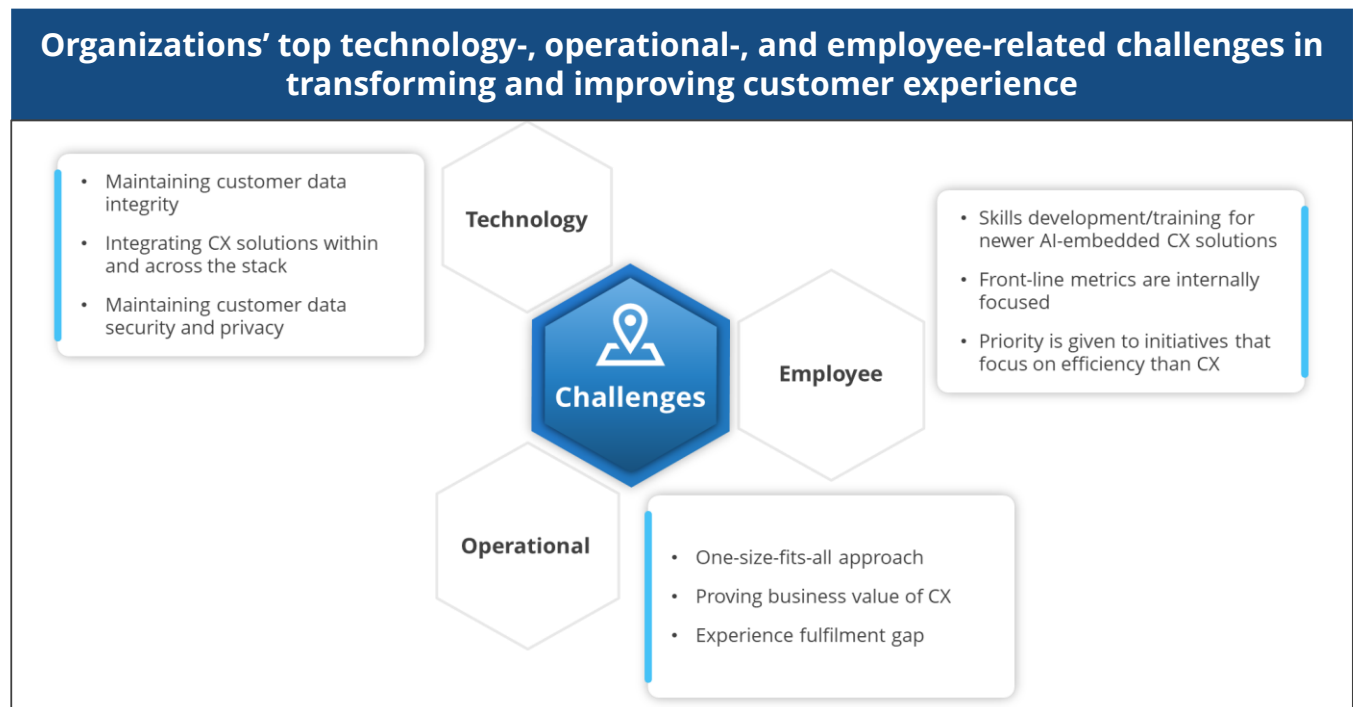 Organizations’ top technology-, operational-, and employee-related challenges in
transforming and improving customer experience
• Maintaining customer data
integrity
• Integrating CX solutions within
and across the stack
• Maintaining customer data
security and privacy
Technology
Challenges
Employee
• Skills development/training for
newer AI-embedded CX solutions
• Front-line metrics are internally
focused
• Priority is given to initiatives that
focus on efficiency than CX
Operational
• One-size-fits-all approach
• Proving business value of CX
• Experience fulfilment gap